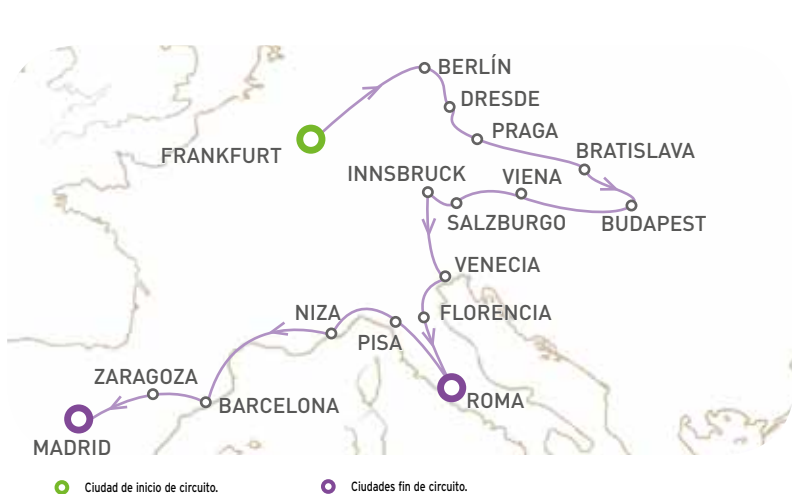 BERLÍN
DRESDE
PRAGA
FRANKFURT
BRATISLAVA
INNSBRUCK
VIENA
SALZBURGO
BUDAPEST
VENECIA
NIZA
FLORENCIA
PISA
ZARAGOZA
BARCELONA
ROMA
MADRID
Ciudad de inicio de circuito.
Ciudades fin de circuito.